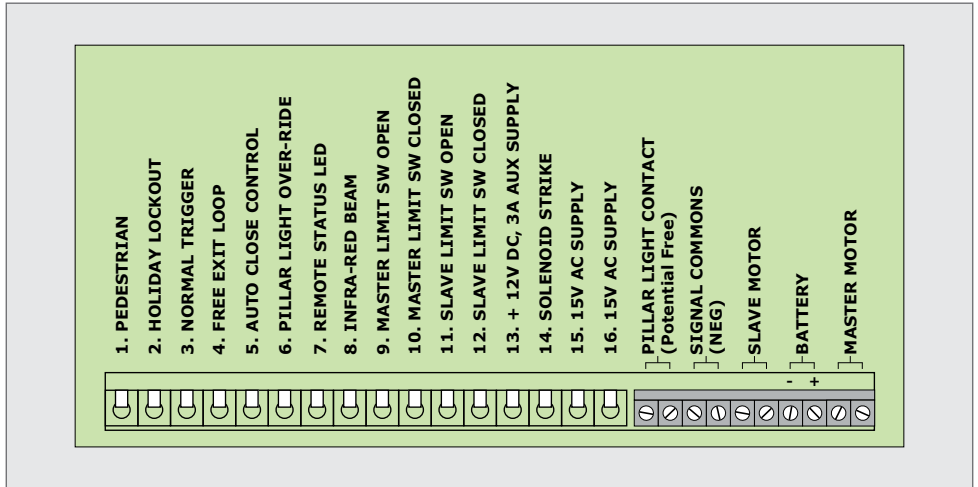 1. PEDESTRIAN
2. HOLIDAY LOCKOUT
3. NORMAL TRIGGER
4. FREE EXIT LOOP
5. AUTO CLOSE CONTROL
6. PILLAR LIGHT OVER-RIDE
7. REMOTE STATUS LED
8. INFRA-RED BEAM
9. MASTER LIMIT SW OPEN
10. MASTER LIMIT SW CLOSED
11. SLAVE LIMIT SW OPEN
12. SLAVE LIMIT SW CLOSED
13. + 12V DC, 3A AUX SUPPLY
14. SOLENOID STRIKE
15. 15V AC SUPPLY
16. 15V AC SUPPLY
PILLAR LIGHT CONTACT
(Potential Free)
SIGNAL COMMONS
(NEG)
SLAVE MOTOR
BATTERY
- +
MASTER MOTOR